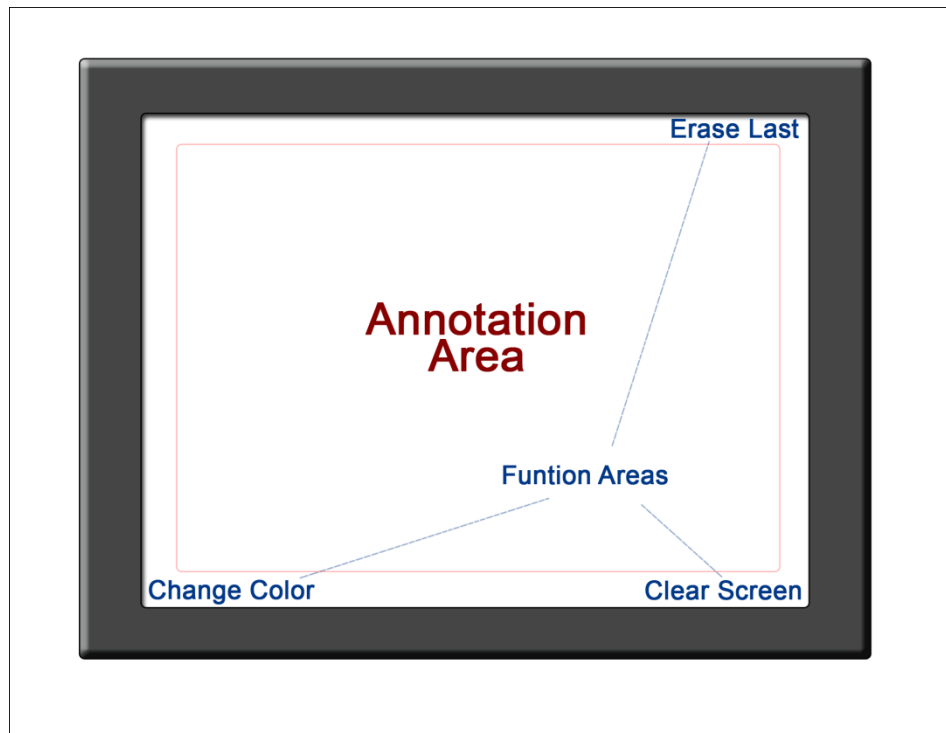 Erase Last
Annotation
Area
Funtion Areas
Change Color
Clear Screen